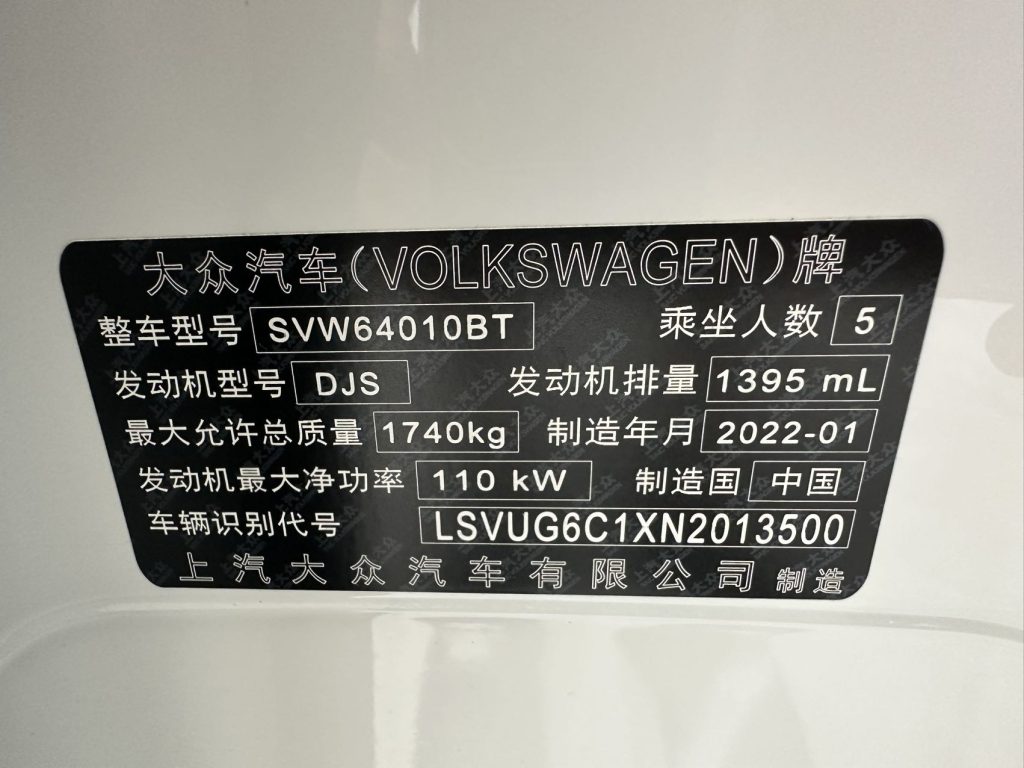 大众汽车(VOLKSWAGEN)牌
整车型号 SVW64010BT 乘坐人数 5
发动机型号 DJS 发动机排量 1395 mL
最大允许总质量 1740kg 制造年月 2022-01
发动机最大净功率 110 kW 制造国 中国
车辆识别代号 LSVUG6C1XN2013500
上汽大众汽车有限公司 制造